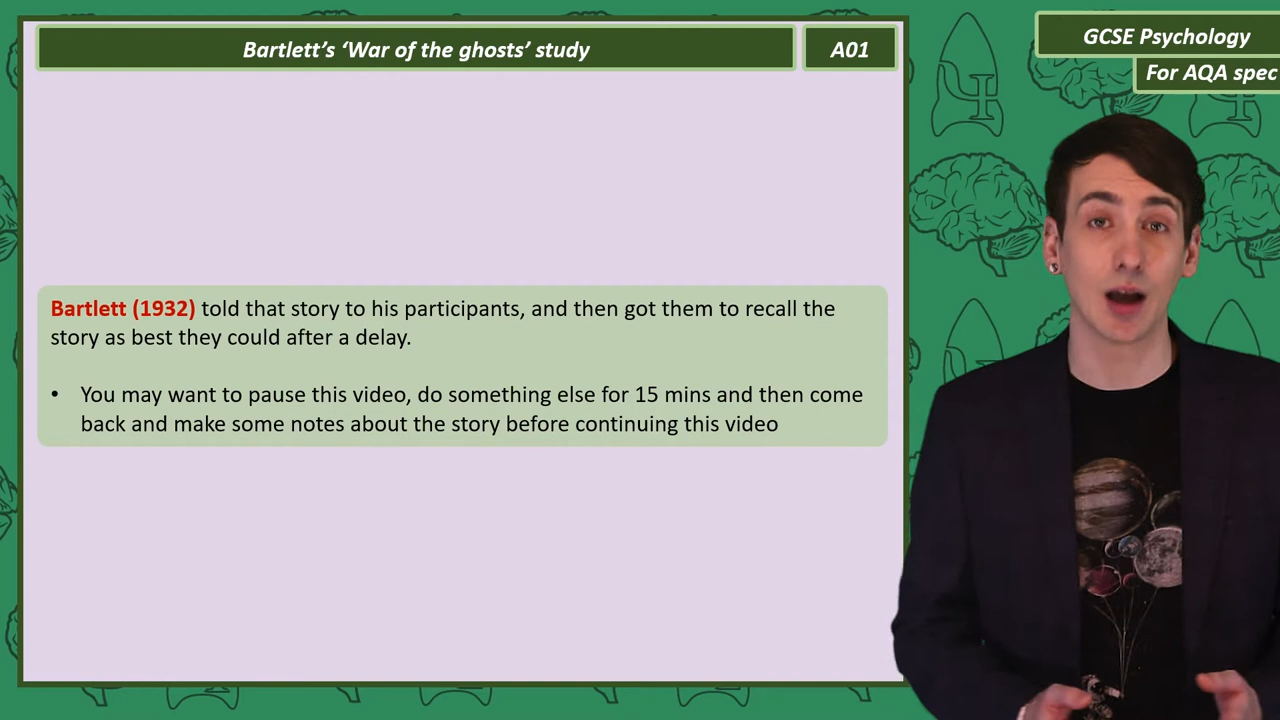 Bartlett’s ‘War of the ghosts’ study
A01
GCSE Psychology
For AQA spec
Bartlett (1932) told that story to his participants, and then got them to recall the
story as best they could after a delay.
• You may want to pause this video, do something else for 15 mins and then come
back and make some notes about the story before continuing this video